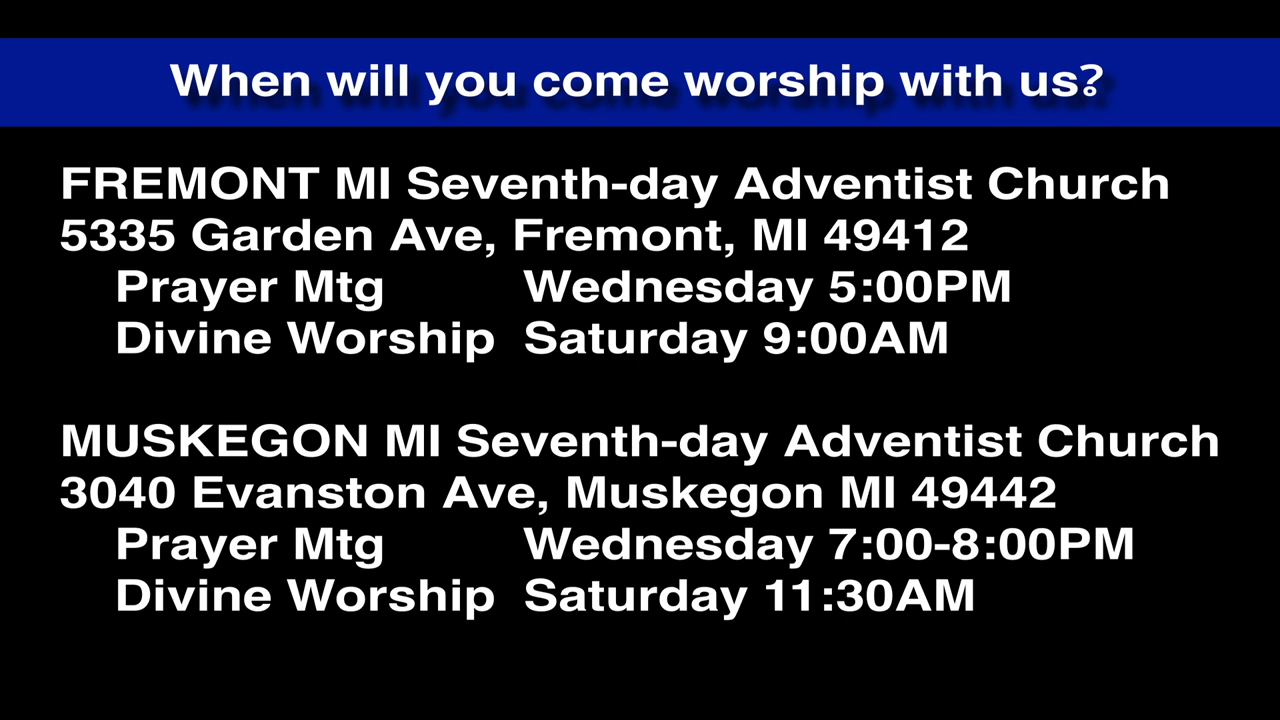 When will you come worship with us?
FREMONT MI Seventh-day Adventist Church
5335 Garden Ave, Fremont, MI 49412
Prayer Mtg Wednesday 5:00PM
Divine Worship Saturday 9:00AM
MUSKEGON MI Seventh-day Adventist Church
3040 Evanston Ave, Muskegon MI 49442
Prayer Mtg Wednesday 7:00-8:00PM
Divine Worship Saturday 11:30AM